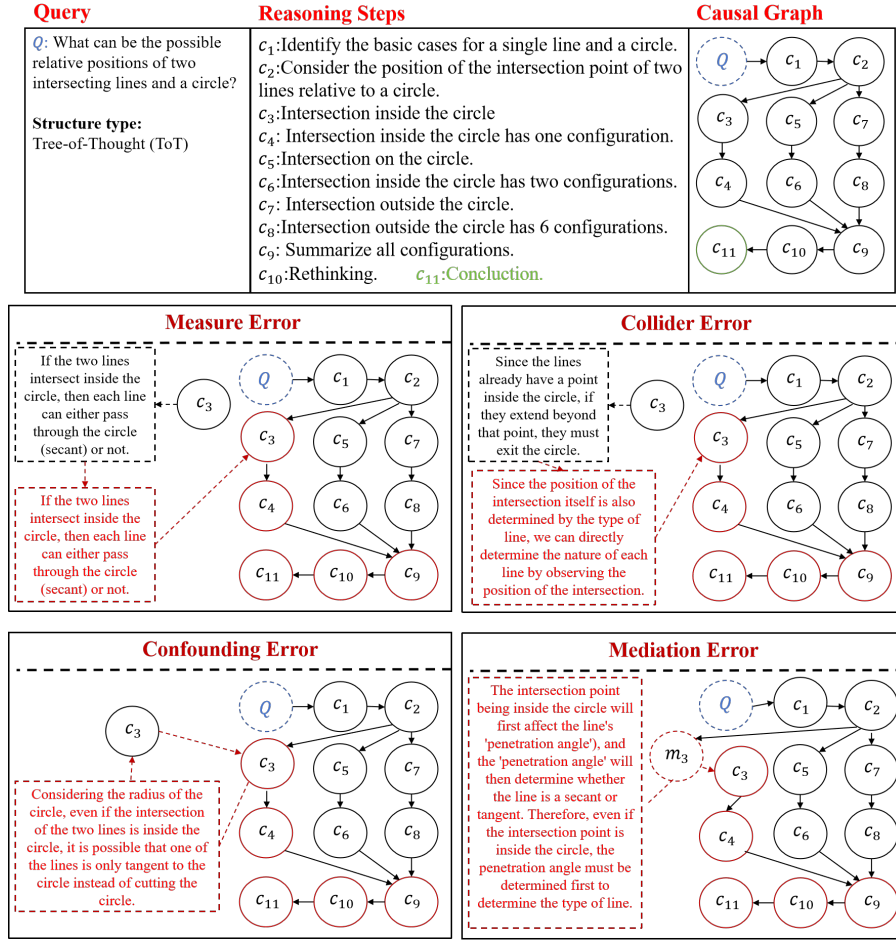 Query
Q: What can be the possible
relative positions of two
intersecting lines and a circle?
Structure type:
Tree-of-Thought (ToT)
Reasoning Steps
c₁:Identify the basic cases for a single line and a circle.
c₂:Consider the position of the intersection point of two
lines relative to a circle.
c₃:Intersection inside the circle
c₄: Intersection inside the circle has one configuration.
c₅:Intersection on the circle.
c₆:Intersection inside the circle has two configurations.
c₇: Intersection outside the circle.
c₈:Intersection outside the circle has 6 configurations.
c₉: Summarize all configurations.
c₁₀:Rethinking. c₁₁:Concluction.
Causal Graph
Q c₁ c₂
c₃ c₅ c₇
c₄ c₆ c₈
c₁₁ c₁₀ c₉
Measure Error
If the two lines
intersect inside the
circle, then each line
can either pass
through the circle
(secant) or not.
c₃
If the two lines
intersect inside the
circle, then each line
can either pass
through the circle
(secant) or not.
Q c₁ c₂
c₃ c₅ c₇
c₄ c₆ c₈
c₁₁ c₁₀ c₉
Collider Error
Since the lines
already have a point
inside the circle, if
they extend beyond
that point, they must
exit the circle.
c₃
Since the position of the
intersection itself is also
determined by the type of
line, we can directly
determine the nature of each
line by observing the
position of the intersection.
Q c₁ c₂
c₃ c₅ c₇
c₄ c₆ c₈
c₁₁ c₁₀ c₉
Confounding Error
c₃
Considering the radius of the
circle, even if the intersection
of the two lines is inside the
circle, it is possible that one of
the lines is only tangent to the
circle instead of cutting the
circle.
Q c₁ c₂
c₃ c₅ c₇
c₄ c₆ c₈
c₁₁ c₁₀ c₉
Mediation Error
The intersection point
being inside the circle will
first affect the line's
'penetration angle'), and
the 'penetration angle' will
then determine whether
the line is a secant or
tangent. Therefore, even if
the intersection point is
inside the circle, the
penetration angle must be
determined first to
determine the type of line.
Q c₁ c₂
m₃ c₃ c₅ c₇
c₄ c₆ c₈
c₁₁ c₁₀ c₉